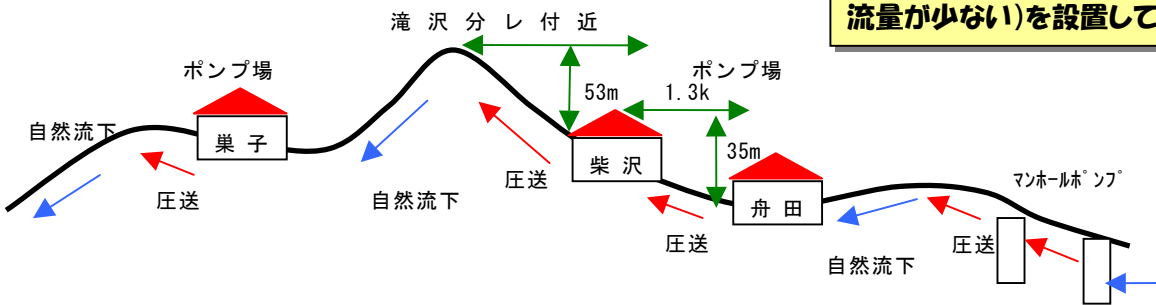 流量が少ない)を設置して
滝沢分レ付近
ポンプ場
ポンプ場
53m
1.3k
自然流下
巣子
柴沢
35m
マンホールポンプ
圧送
自然流下
圧送
舟田
圧送
圧送
自然流下